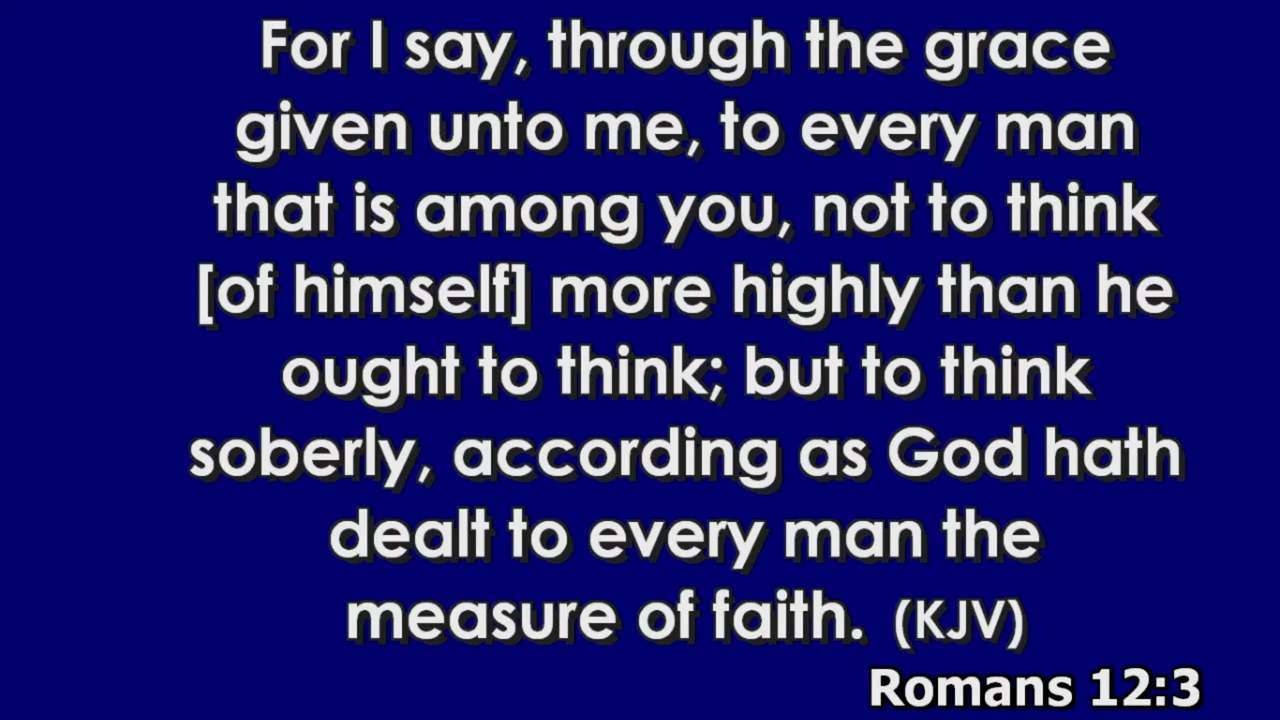 For I say, through the grace
given unto me, to every man
that is among you, not to think
[of himself] more highly than he
ought to think; but to think
soberly, according as God hath
dealt to every man the
measure of faith. (KJV)
Romans 12:3